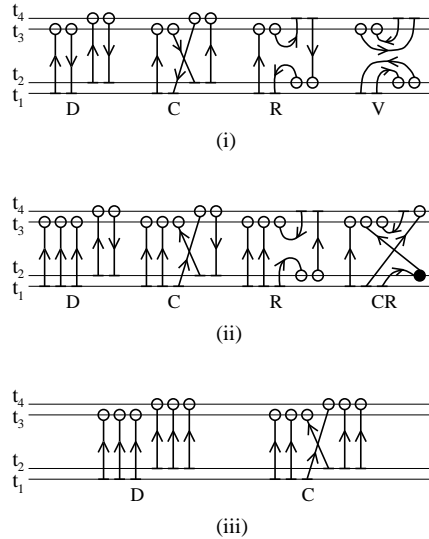 t4
t3
t2
t1
D C R V
(i)
t4
t3
t2
t1
D C R CR
(ii)
t4
t3
t2
t1
D C
(iii)